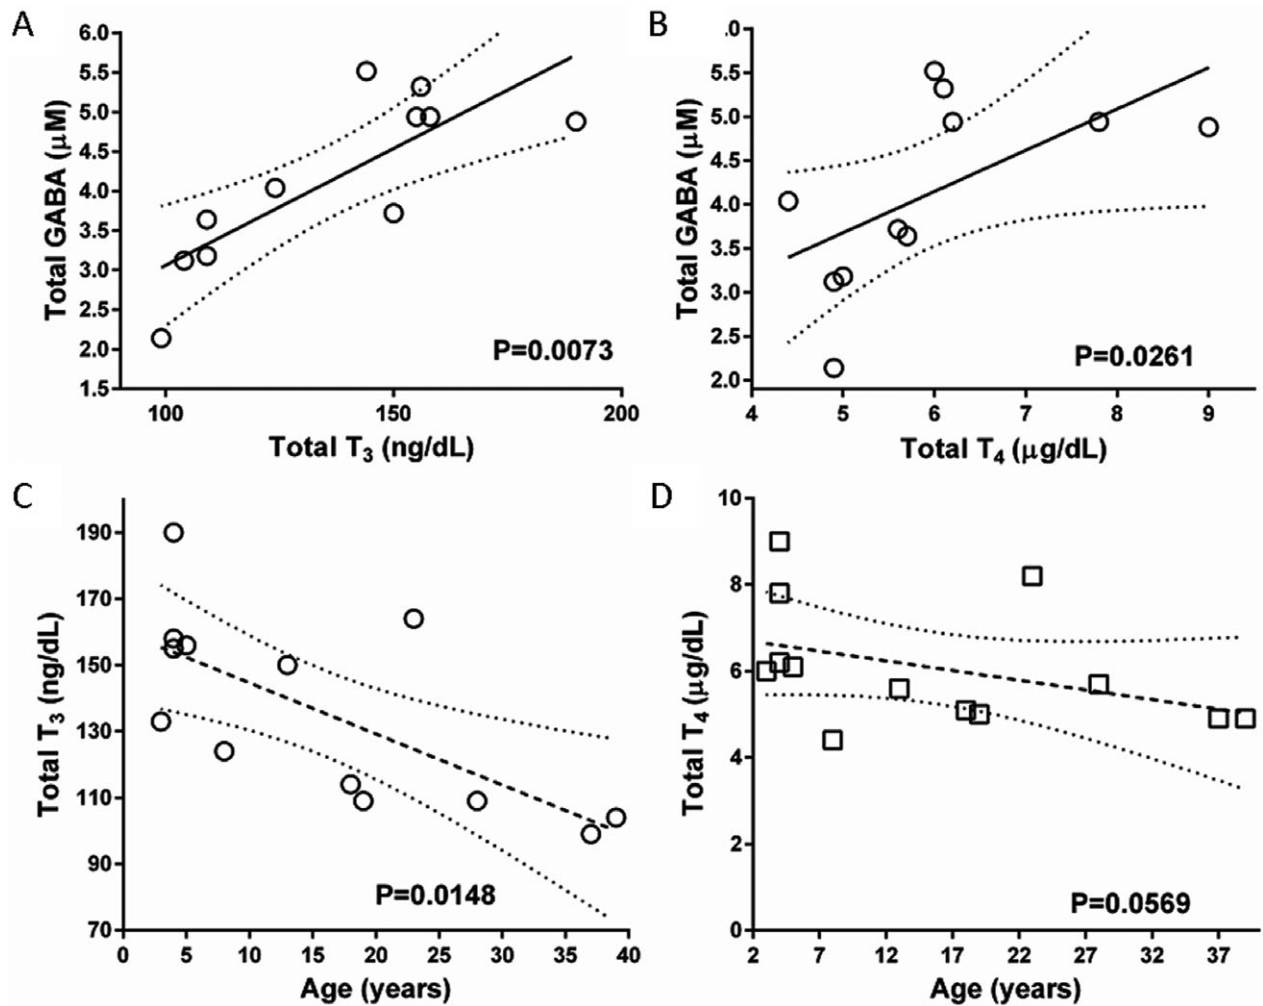 A
6.0
5.5
5.0
4.5
4.0
3.5
3.0
2.5
2.0
1.5
Total GABA (μM)
P=0.0073
100 150 200
Total T3 (ng/dL)
B
.0
5.5
5.0
4.5
4.0
3.5
3.0
2.5
2.0
Total GABA (μM)
P=0.0261
4 5 6 7 8 9
Total T4 (μg/dL)
C
190
170
150
130
110
90
70
Total T3 (ng/dL)
P=0.0148
0 5 10 15 20 25 30 35 40
Age (years)
D
10
8
6
4
2
0
Total T4 (μg/dL)
P=0.0569
2 7 12 17 22 27 32 37
Age (years)